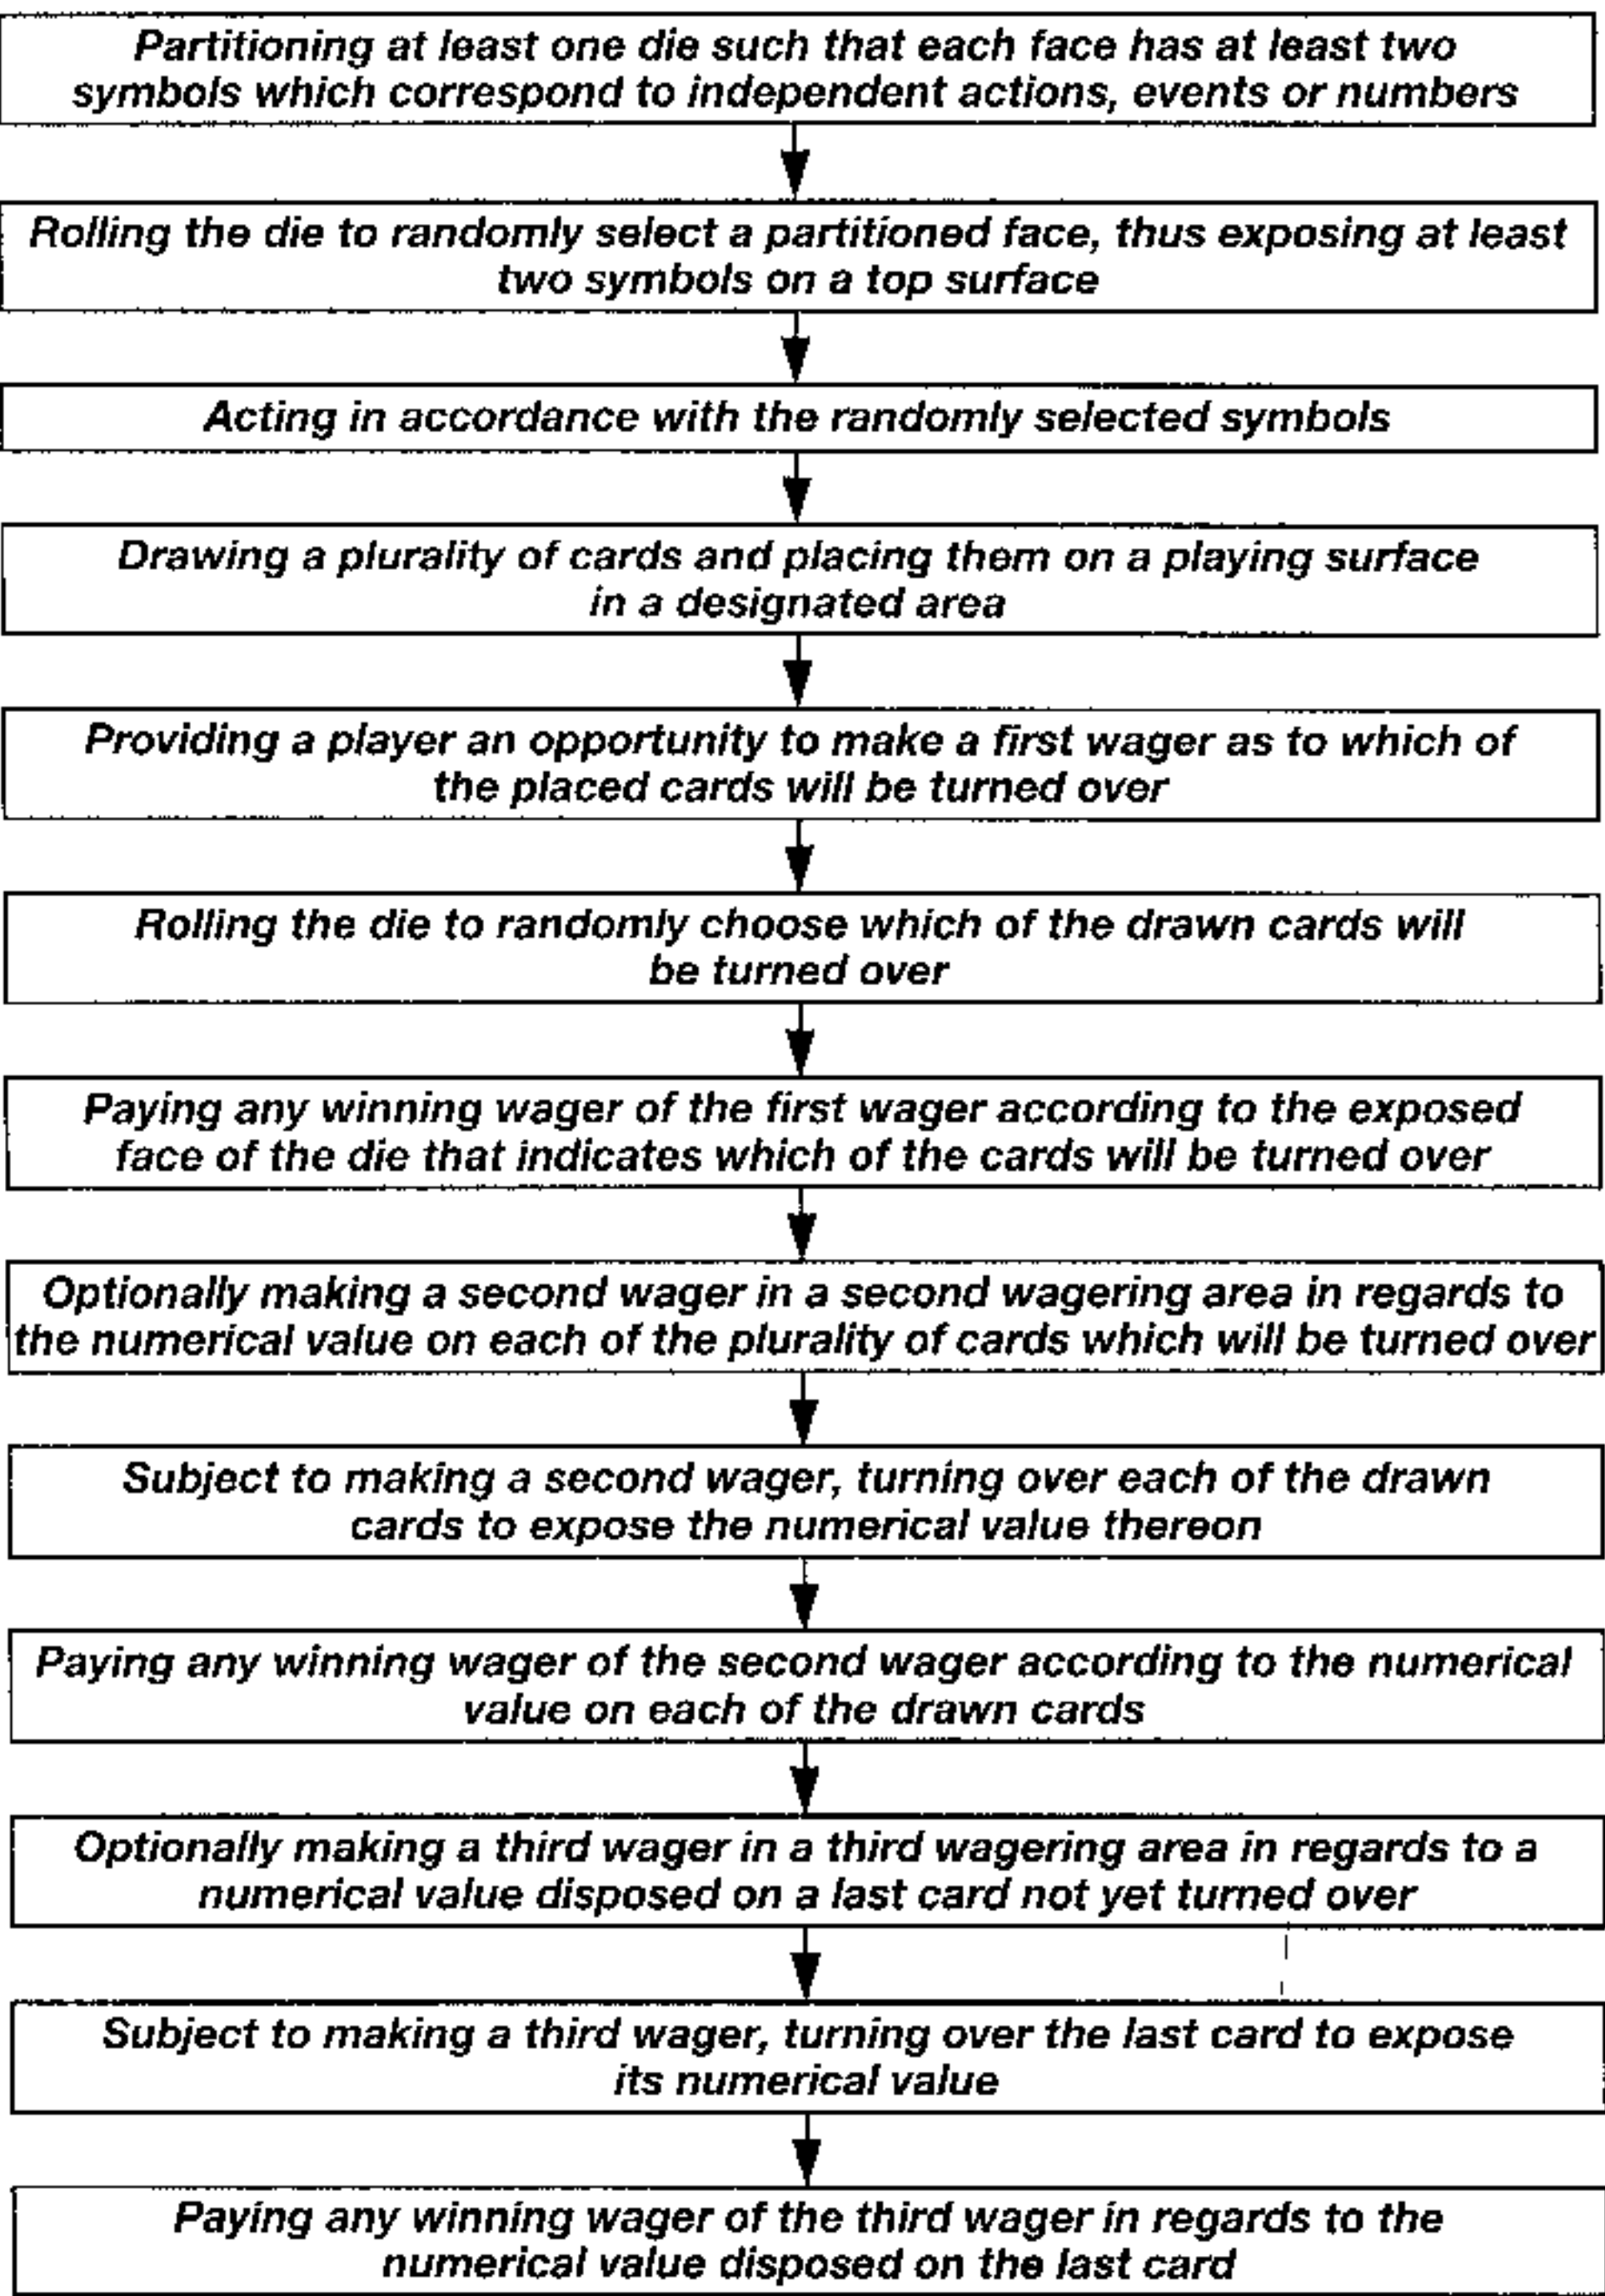 Partitioning at least one die such that each face has at least two
symbols which correspond to independent actions, events or numbers
Rolling the die to randomly select a partitioned face, thus exposing at least
two symbols on a top surface
Acting in accordance with the randomly selected symbols
Drawing a plurality of cards and placing them on a playing surface
in a designated area
Providing a player an opportunity to make a first wager as to which of
the placed cards will be turned over
Rolling the die to randomly choose which of the drawn cards will
be turned over
Paying any winning wager of the first wager according to the exposed
face of the die that indicates which of the cards will be turned over
Optionally making a second wager in a second wagering area in regards to
the numerical value on each of the plurality of cards which will be turned over
Subject to making a second wager, turning over each of the drawn
cards to expose the numerical value thereon
Paying any winning wager of the second wager according to the numerical
value on each of the drawn cards
Optionally making a third wager in a third wagering area in regards to a
numerical value disposed on a last card not yet turned over
Subject to making a third wager, turning over the last card to expose
its numerical value
Paying any winning wager of the third wager in regards to the
numerical value disposed on the last card